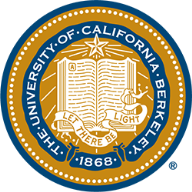 THE·UNIVERSITY·OF·CALIFORNIA·BERKELEY·
LET THERE BE LIGHT
·1868·
®